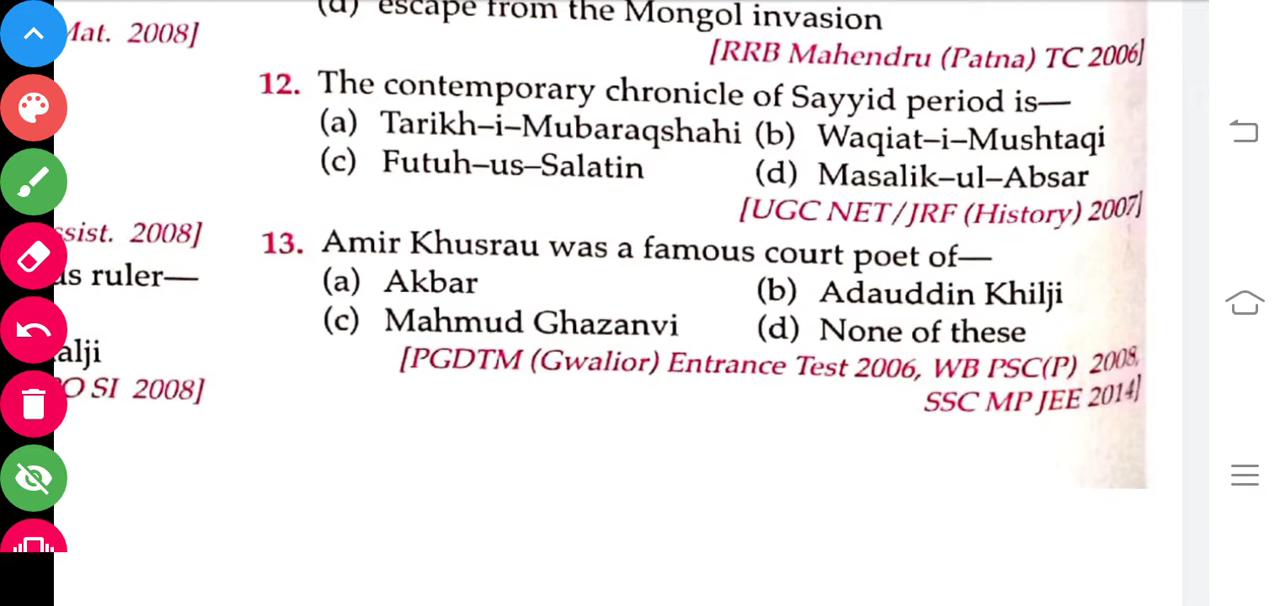 2008]
2008]
ruler—
alji
SI 2008]
(d) escape from the Mongol invasion
[RRB Mahendru (Patna) TC 2006]
12. The contemporary chronicle of Sayyid period is—
(a) Tarikh–i–Mubaraqshahi (b) Waqiat–i–Mushtaqi
(c) Futuh–us–Salatin (d) Masalik–ul–Absar
[UGC NET/JRF (History) 2007]
13. Amir Khusrau was a famous court poet of—
(a) Akbar (b) Adauddin Khilji
(c) Mahmud Ghazanvi (d) None of these
[PGDTM (Gwalior) Entrance Test 2006, WB PSC(P) 2008,
SSC MP JEE 2014]